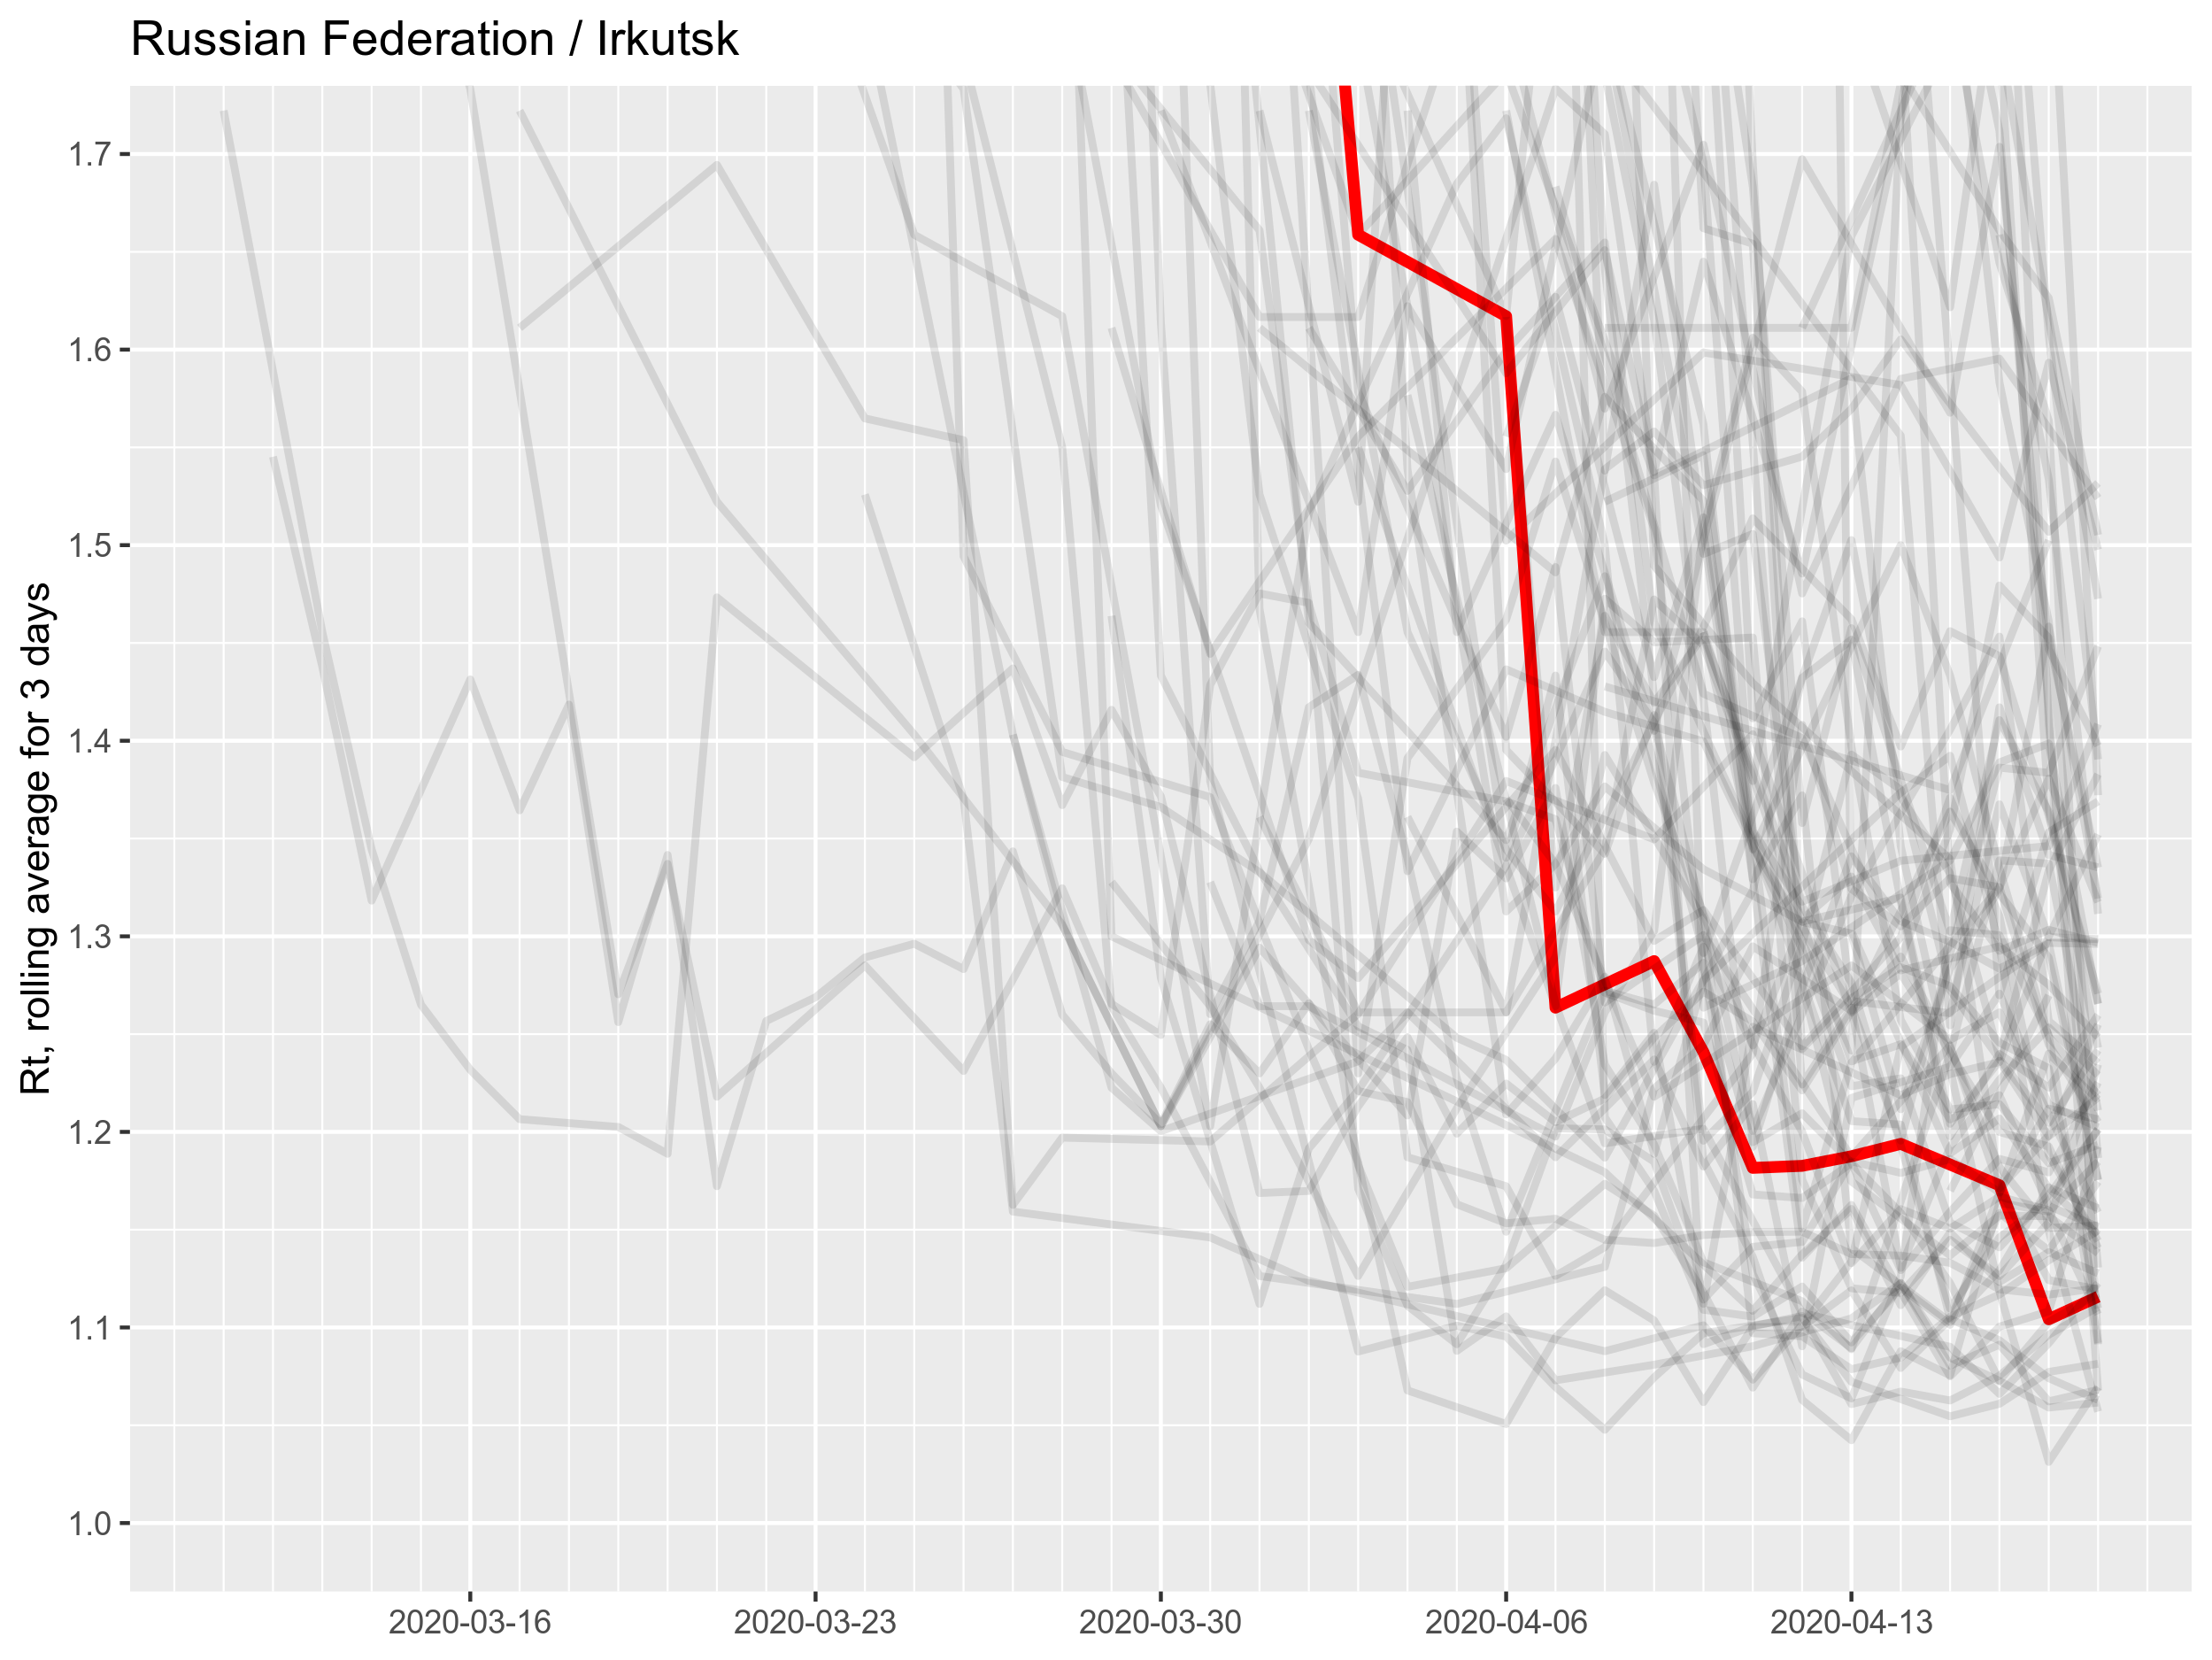 Russian Federation / Irkutsk
Rt, rolling average for 3 days
1.7
1.6
1.5
1.4
1.3
1.2
1.1
1.0
2020-03-16 2020-03-23 2020-03-30 2020-04-06 2020-04-13